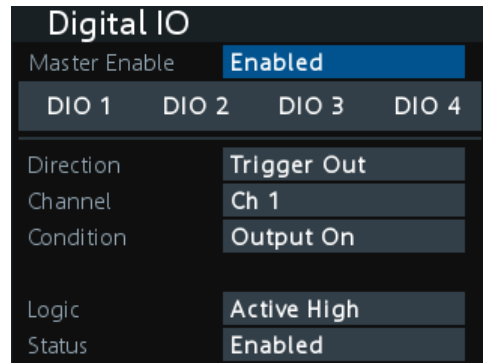 Digital IO
Master Enable Enabled
DIO 1 DIO 2 DIO 3 DIO 4
Direction Trigger Out
Channel Ch 1
Condition Output On
Logic Active High
Status Enabled